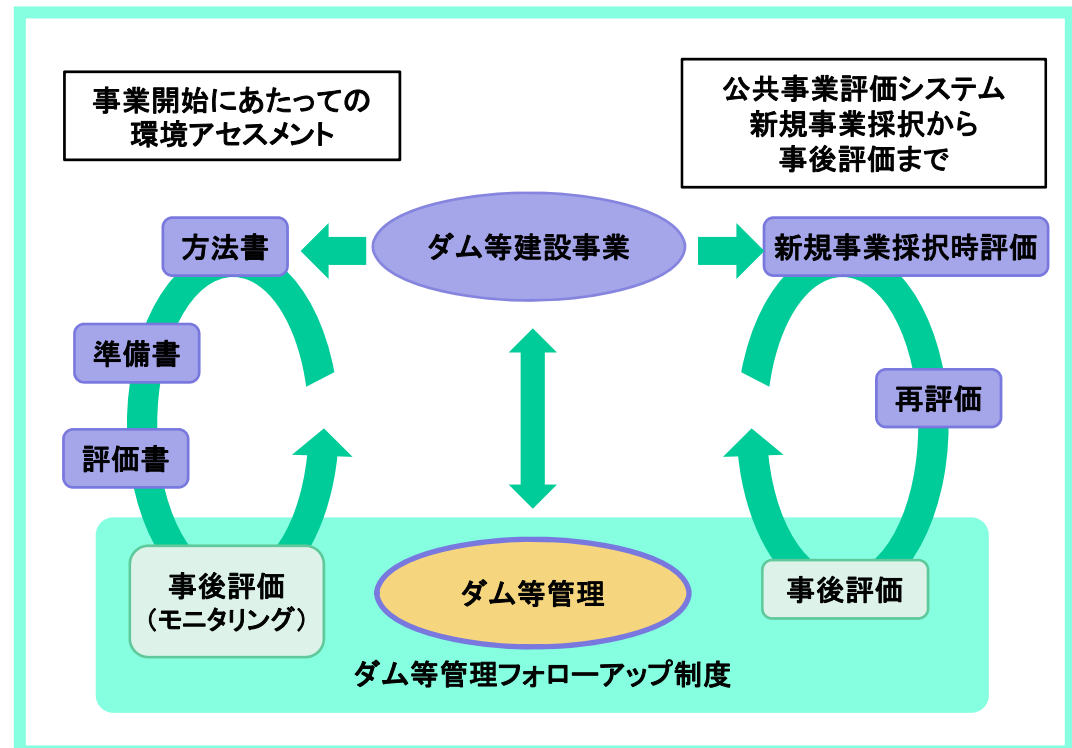 事業開始にあたっての
環境アセスメント
公共事業評価システム
新規事業採択から
事後評価まで
方法書
ダム等建設事業
新規事業採択時評価
準備書
再評価
評価書
事後評価
（モニタリング）
ダム等管理
事後評価
ダム等管理フォローアップ制度